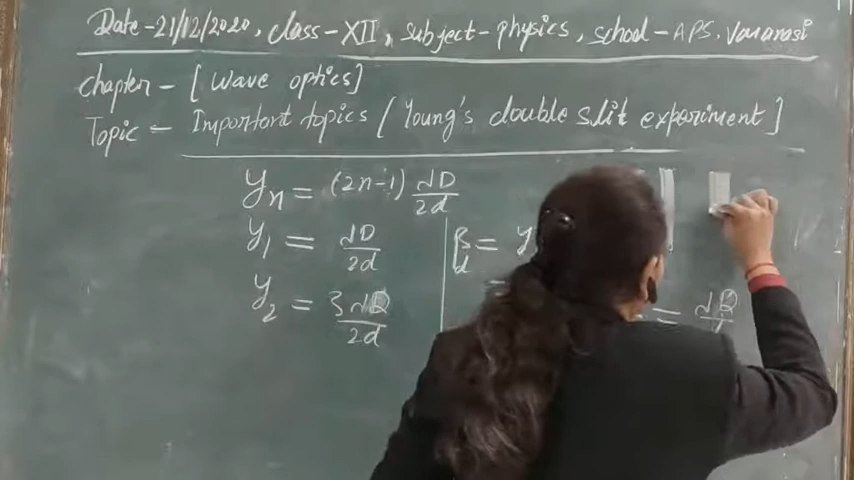 Date-21/12/2020, class-XII, subject-physics, school-APS, Varanasi
chapter - [wave optics]
Topic - Important topics [Young's double slit experiment]
yn = (2n-1) λD/2d
y1 = λD/2d
β = y
y2 = 3λD/2d
= λD/d